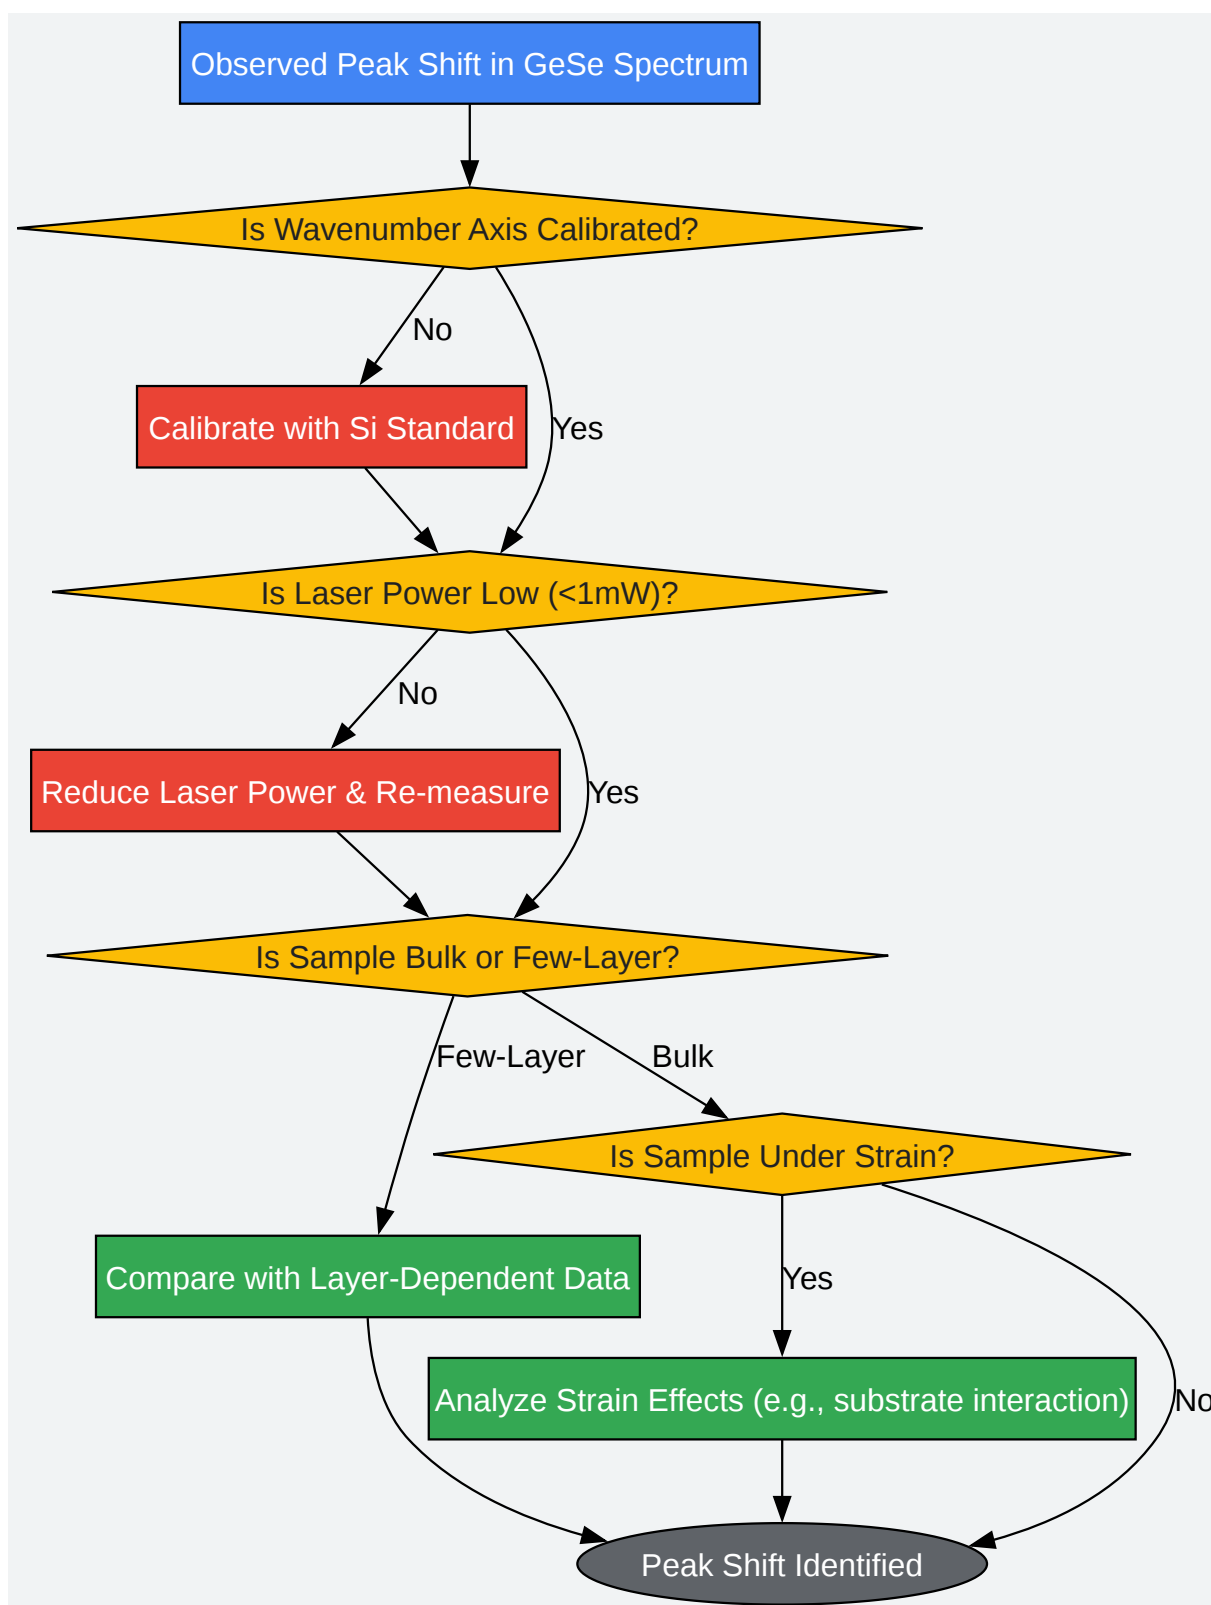 Observed Peak Shift in GeSe Spectrum
Is Wavenumber Axis Calibrated?
No
Calibrate with Si Standard
Yes
Is Laser Power Low (<1mW)?
No
Reduce Laser Power & Re-measure
Yes
Is Sample Bulk or Few-Layer?
Few-Layer
Bulk
Is Sample Under Strain?
Compare with Layer-Dependent Data
Yes
Analyze Strain Effects (e.g., substrate interaction)
No
Peak Shift Identified